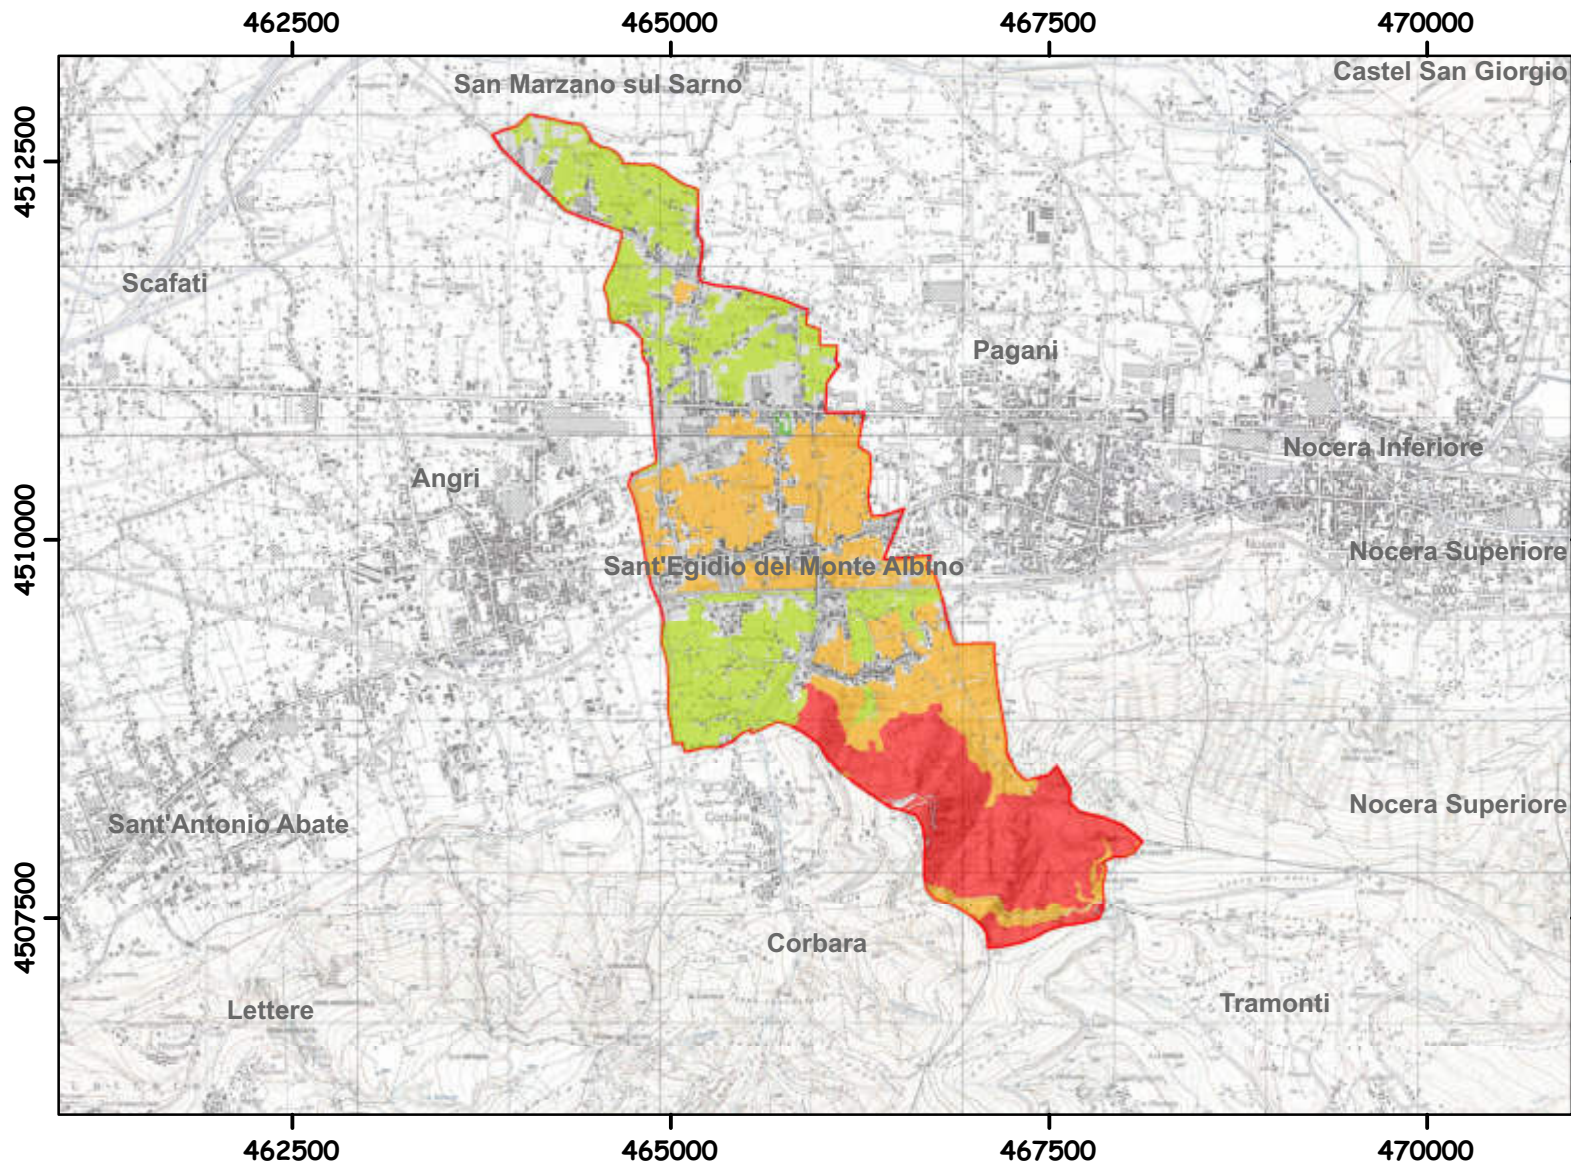 462500 465000 467500 470000
Castel San Giorgio
San Marzano sul Sarno
4512500
Scafati
Pagani
Nocera Inferiore
Angri
4510000
Nocera Superiore
Sant'Egidio del Monte Albino
Nocera Superiore
Sant'Antonio Abate
Corbara
4507500
Corbara
Tramonti
Lettere
462500 465000 467500 470000